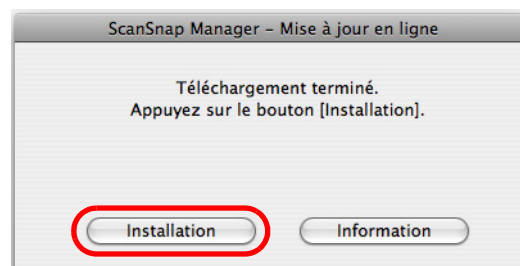 ScanSnap Manager – Mise à jour en ligne
Téléchargement terminé.
Appuyez sur le bouton [Installation].
Installation
Information